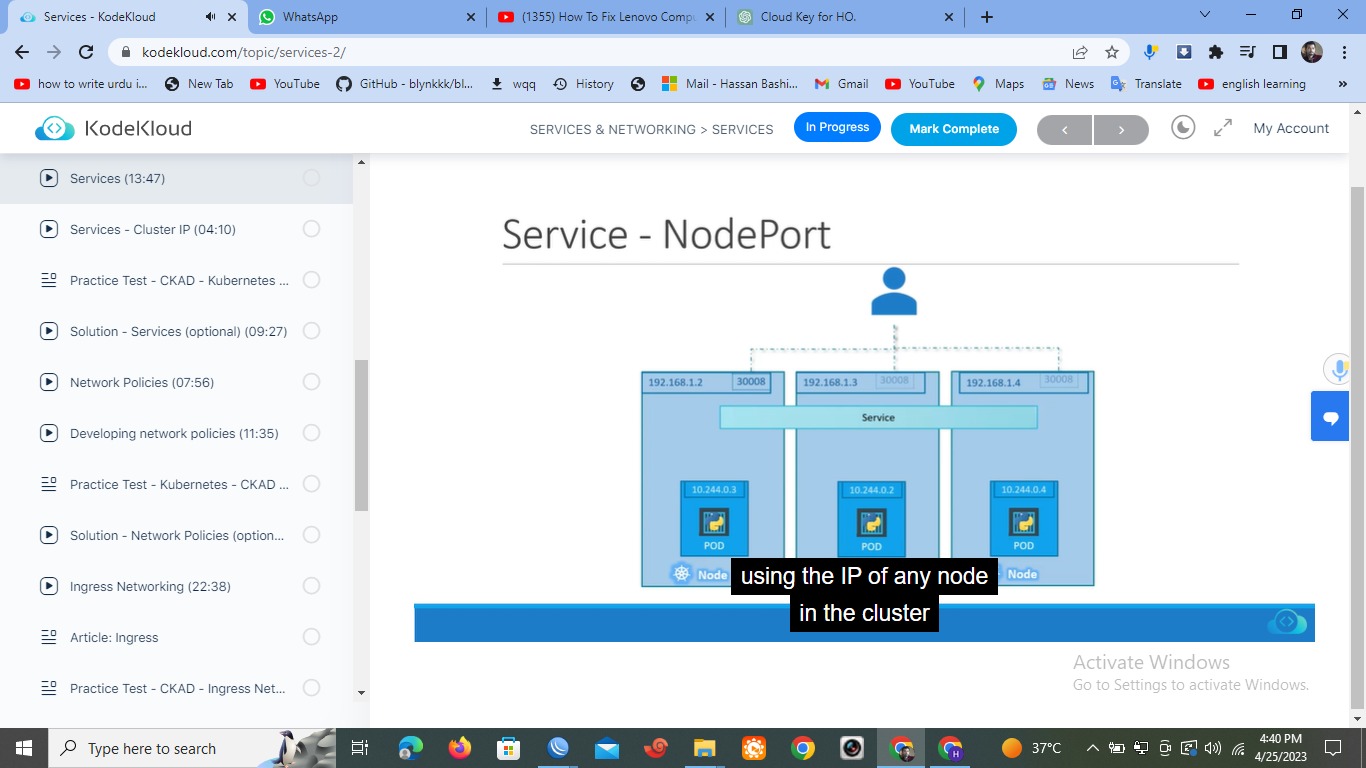 Services - KodeKloud
WhatsApp
(1355) How To Fix Lenovo Compu
Cloud Key for HO.
kodekloud.com/topic/services-2/
how to write urdu i...
New Tab
YouTube
GitHub - blynkkk/bl...
wqq
History
Mail - Hassan Bashi...
Gmail
YouTube
Maps
News
Translate
english learning
KodeKloud
SERVICES & NETWORKING > SERVICES
In Progress
Mark Complete
My Account
Services (13:47)
Services - Cluster IP (04:10)
Practice Test - CKAD - Kubernetes ...
Solution - Services (optional) (09:27)
Network Policies (07:56)
Developing network policies (11:35)
Practice Test - Kubernetes - CKAD ...
Solution - Network Policies (option...
Ingress Networking (22:38)
Article: Ingress
Practice Test - CKAD - Ingress Net...
Service - NodePort
192.168.1.2 30008
192.168.1.3 30008
192.168.1.4 30008
Service
10.244.0.3
10.244.0.2
10.244.0.4
POD
POD
POD
Node
Node
using the IP of any node
in the cluster
Activate Windows
Go to Settings to activate Windows.
Type here to search
37°C
4:40 PM
4/25/2023